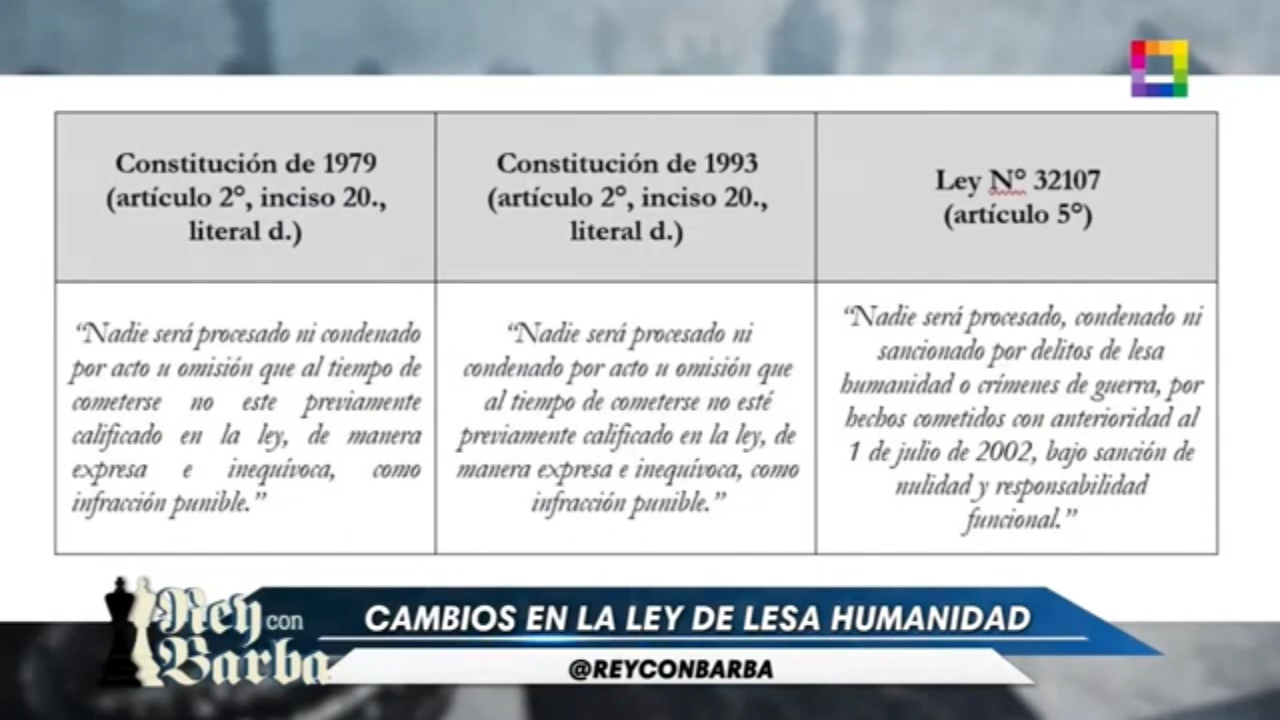 Constitución de 1979
(artículo 2°, inciso 20.,
literal d.)
Constitución de 1993
(artículo 2°, inciso 20.,
literal d.)
Ley N° 32107
(artículo 5°)
“Nadie será procesado ni condenado
por acto u omisión que al tiempo de
cometerse no este previamente
calificado en la ley, de manera
expresa e inequívoca, como
infracción punible.”
“Nadie será procesado ni
condenado por acto u omisión que
al tiempo de cometerse no esté
previamente calificado en la ley, de
manera expresa e inequívoca, como
infracción punible.”
“Nadie será procesado, condenado ni
sancionado por delitos de lesa
humanidad o crímenes de guerra, por
hechos cometidos con anterioridad al
1 de julio de 2002, bajo sanción de
nulidad y responsabilidad
funcional.”
Rey con
Barba
CAMBIOS EN LA LEY DE LESA HUMANIDAD
@REYCONBARBA